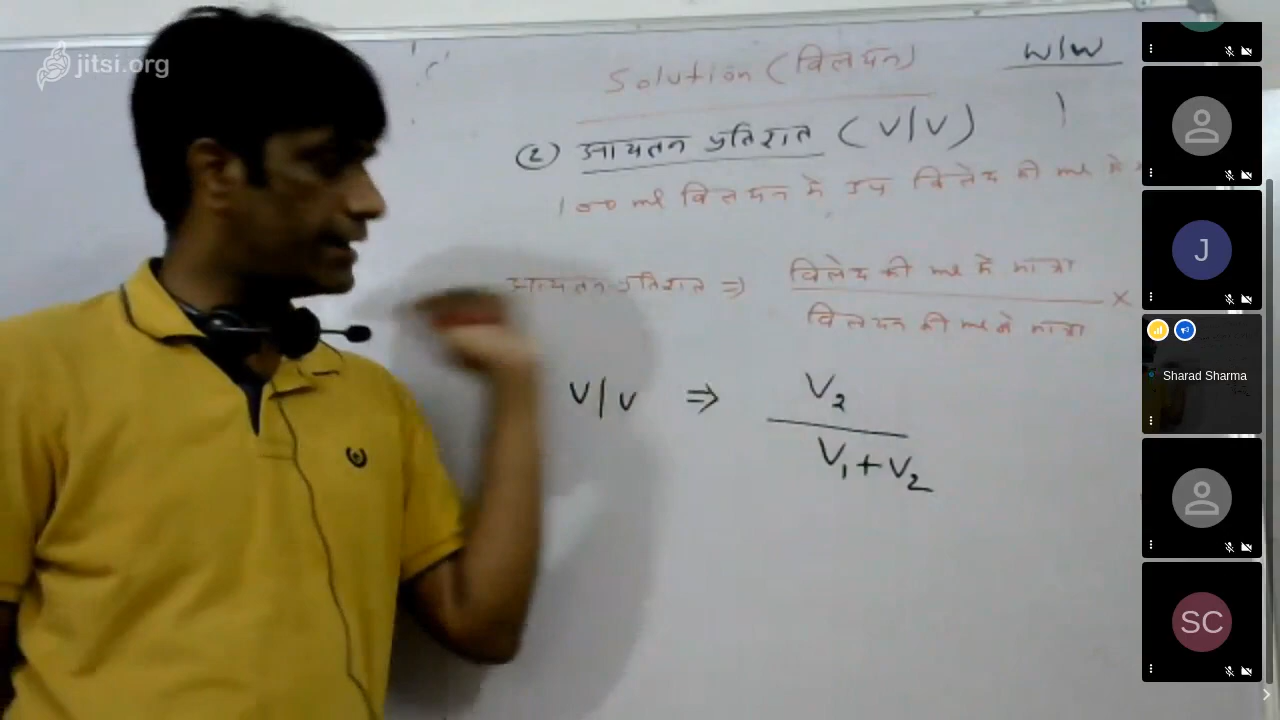 jitsi.org
Solution (विलयन)
W/W
(2) आयतन प्रतिशत (V/V)
100 ml विलयन में उप विलेय की ml में
आयतन प्रतिशत ⇒ विलेय की ml में मात्रा
विलयन की ml में मात्रा
×
V/V ⇒ V₂
V₁+V₂
J
Sharad Sharma
SC